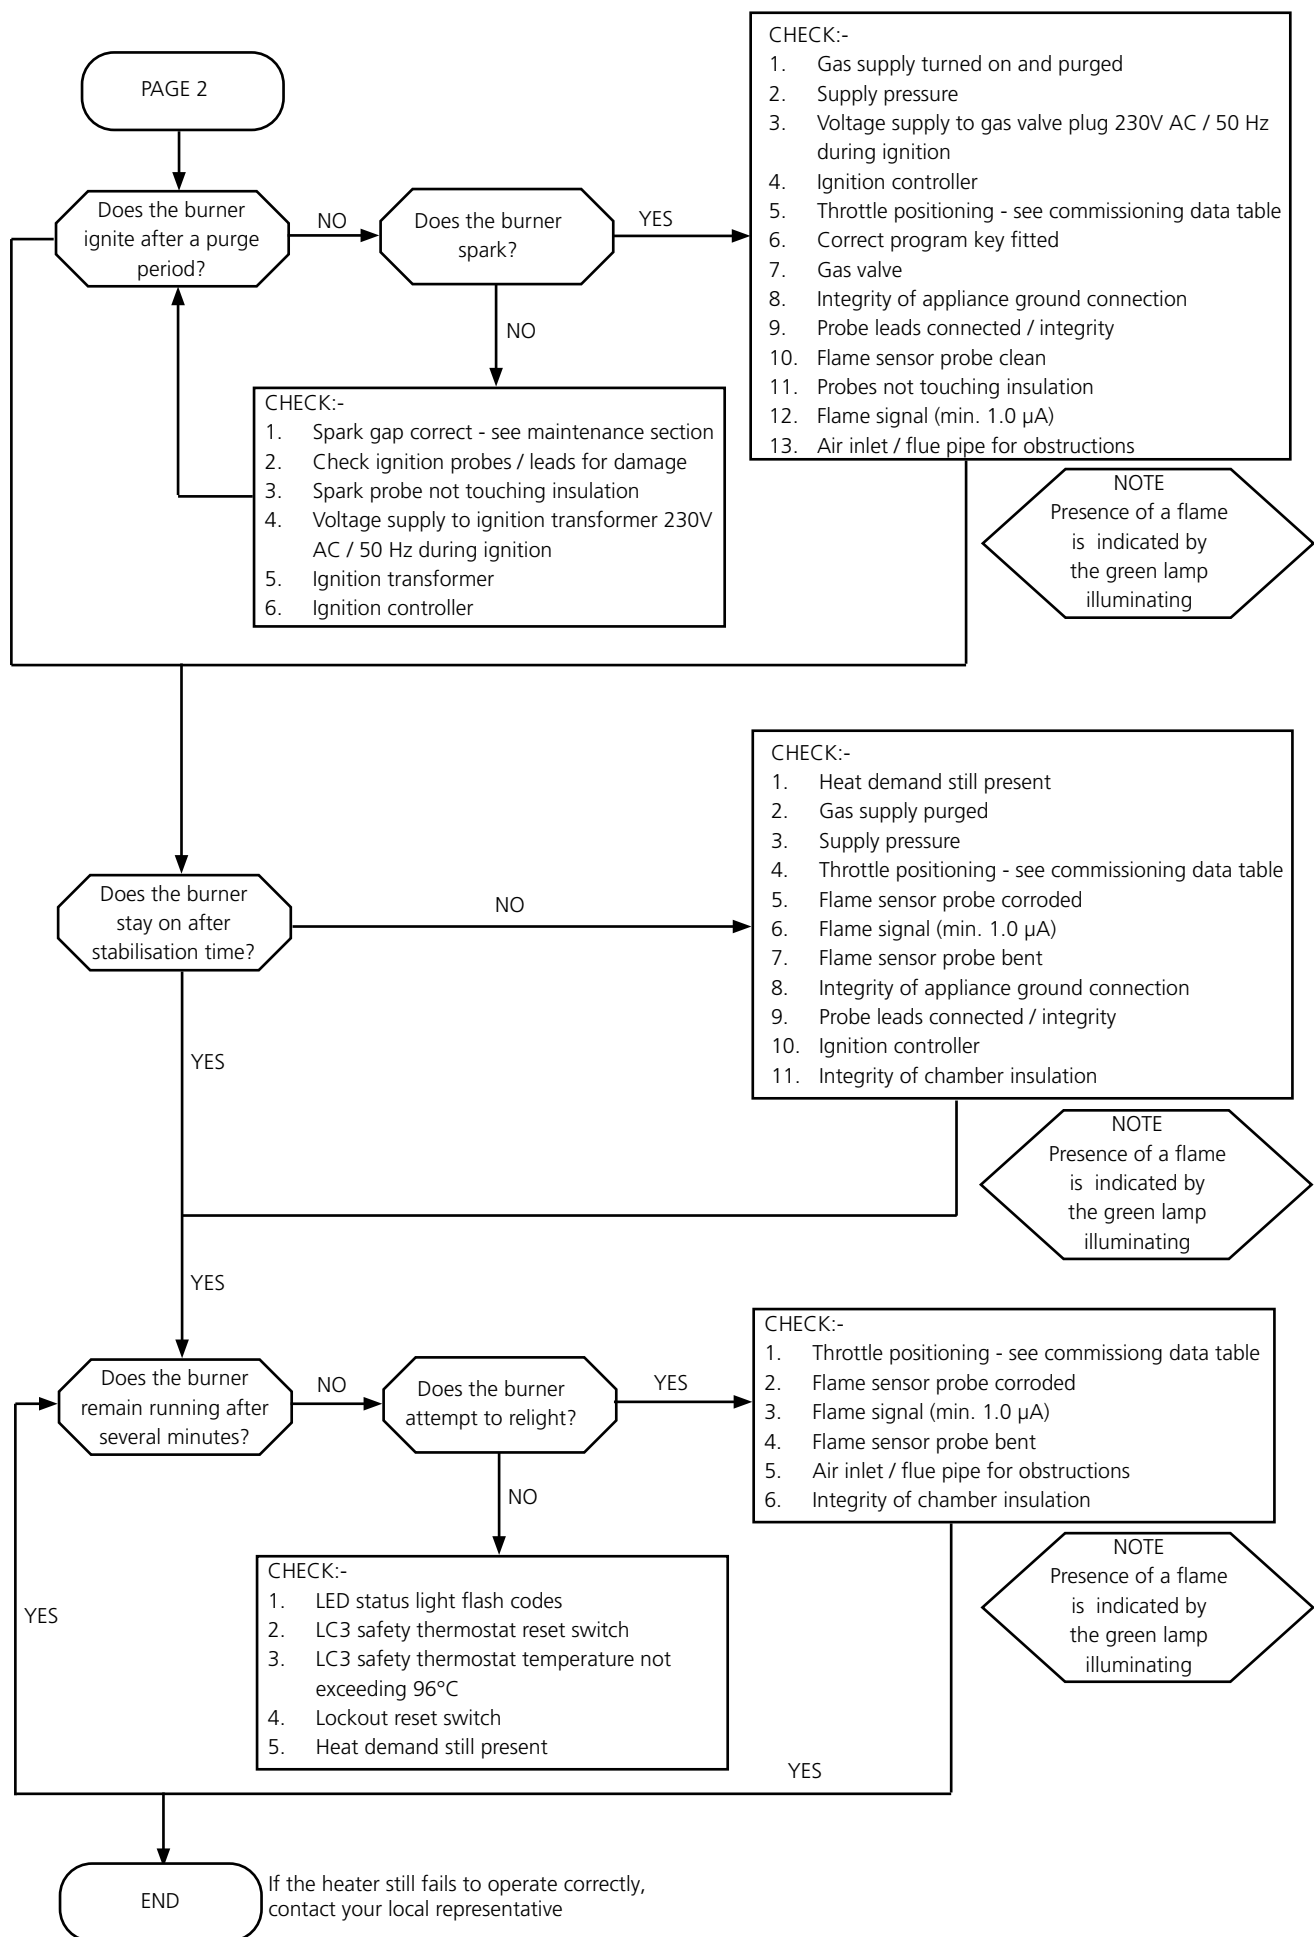 PAGE 2
CHECK:-
1. Gas supply turned on and purged
2. Supply pressure
3. Voltage supply to gas valve plug 230V AC / 50 Hz
during ignition
4. Ignition controller
5. Throttle positioning - see commissioning data table
6. Correct program key fitted
7. Gas valve
8. Integrity of appliance ground connection
9. Probe leads connected / integrity
10. Flame sensor probe clean
11. Probes not touching insulation
12. Flame signal (min. 1.0 µA)
13. Air inlet / flue pipe for obstructions
Does the burner
ignite after a purge
period?
NO
Does the burner
spark?
YES
NO
CHECK:-
1. Spark gap correct - see maintenance section
2. Check ignition probes / leads for damage
3. Spark probe not touching insulation
4. Voltage supply to ignition transformer 230V
AC / 50 Hz during ignition
5. Ignition transformer
6. Ignition controller
NOTE
Presence of a flame
is indicated by
the green lamp
illuminating
CHECK:-
1. Heat demand still present
2. Gas supply purged
3. Supply pressure
4. Throttle positioning - see commissioning data table
5. Flame sensor probe corroded
6. Flame signal (min. 1.0 µA)
7. Flame sensor probe bent
8. Integrity of appliance ground connection
9. Probe leads connected / integrity
10. Ignition controller
11. Integrity of chamber insulation
Does the burner
stay on after
stabilisation time?
NO
YES
NOTE
Presence of a flame
is indicated by
the green lamp
illuminating
YES
Does the burner
remain running after
several minutes?
NO
Does the burner
attempt to relight?
YES
CHECK:-
1. Throttle positioning - see commissiong data table
2. Flame sensor probe corroded
3. Flame signal (min. 1.0 µA)
4. Flame sensor probe bent
5. Air inlet / flue pipe for obstructions
6. Integrity of chamber insulation
NO
CHECK:-
1. LED status light flash codes
2. LC3 safety thermostat reset switch
3. LC3 safety thermostat temperature not
exceeding 96°C
4. Lockout reset switch
5. Heat demand still present
NOTE
Presence of a flame
is indicated by
the green lamp
illuminating
YES
YES
END
If the heater still fails to operate correctly,
contact your local representative